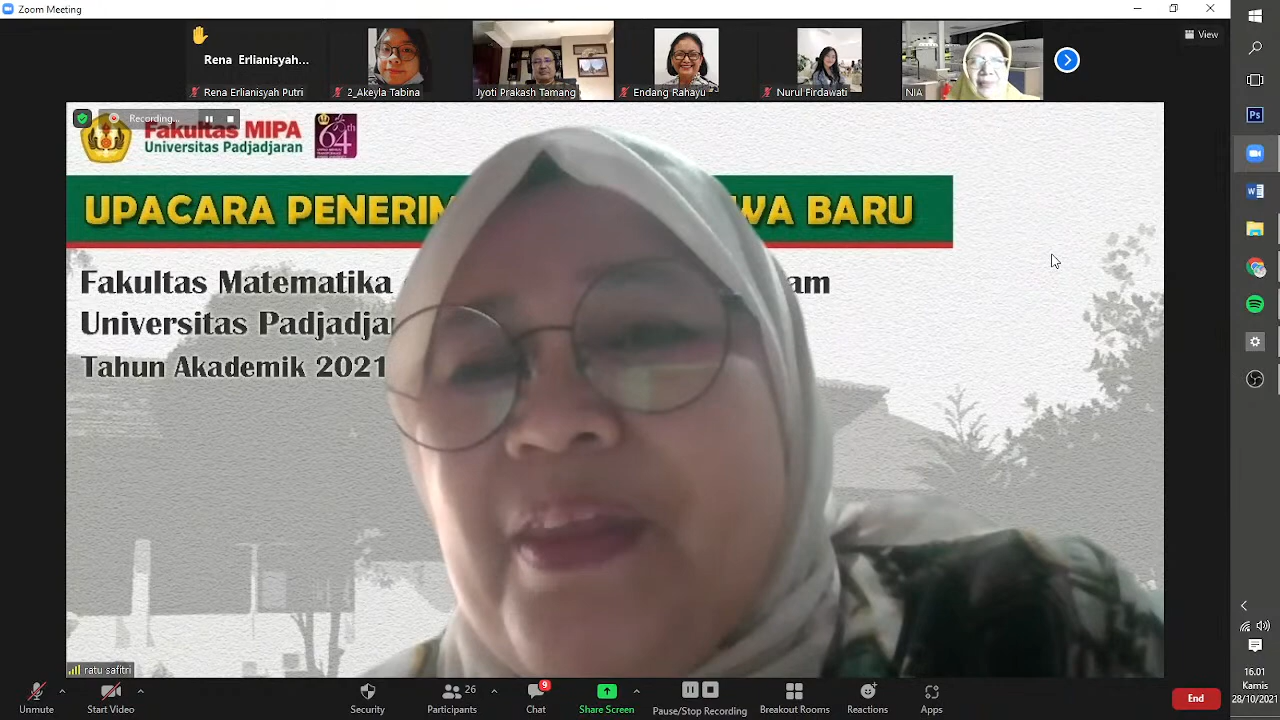 Zoom Meeting
View
Rena Erlianisyah...
Rena Erlianisyah Putri
2_Akeyla Tabina
Jyoti Prakash Tamang
Endang Rahayu
Nurul Firdawati
NIA
Recording...
Fakultas MIPA
Universitas Padjadjaran
64th
UPACARA PENERIM WA BARU
Fakultas Matematika am
Universitas Padjadja
Tahun Akademik 2021
ratu safitri
Unmute
Start Video
Security
Participants
26
Chat
9
Share Screen
Pause/Stop Recording
Breakout Rooms
Reactions
Apps
End
Ps
W
16.01
Kamis
28/10/2021